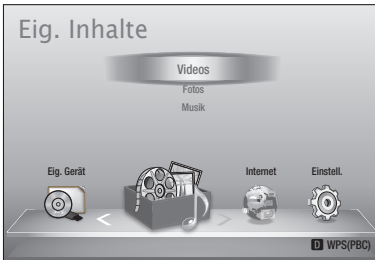 Eig. Inhalte
Videos
Fotos
Musik
Eig. Gerät
Internet
Einstell.
D WPS(PBC)